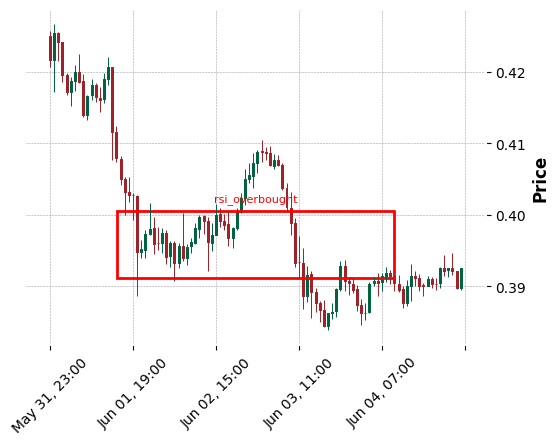 0.42
0.41
0.40
0.39
Price
rsi_overbought
May 31, 23:00
Jun 01, 19:00
Jun 02, 15:00
Jun 03, 11:00
Jun 04, 07:00